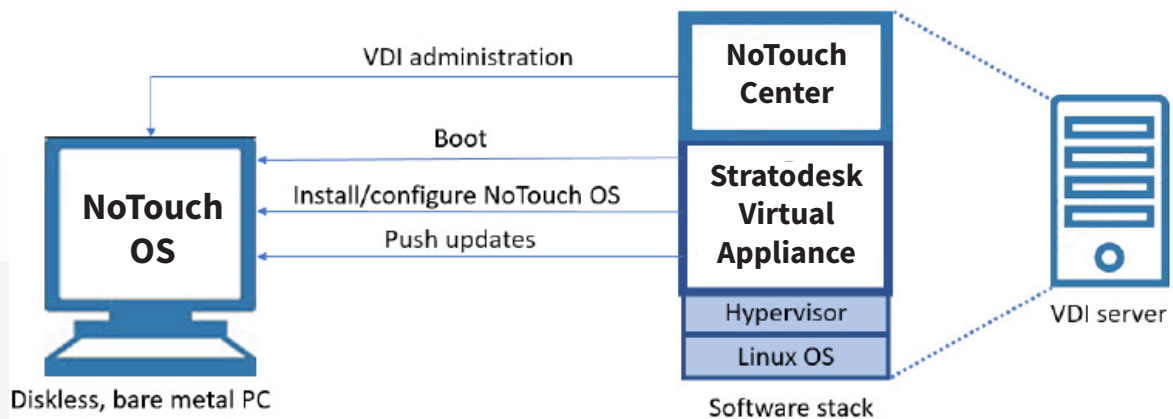 VDI administration
NoTouch
Center
Boot
Install/configure NoTouch OS
Push updates
NoTouch
OS
Stratodesk
Virtual
Appliance
Hypervisor
Linux OS
VDI server
Diskless, bare metal PC
Software stack